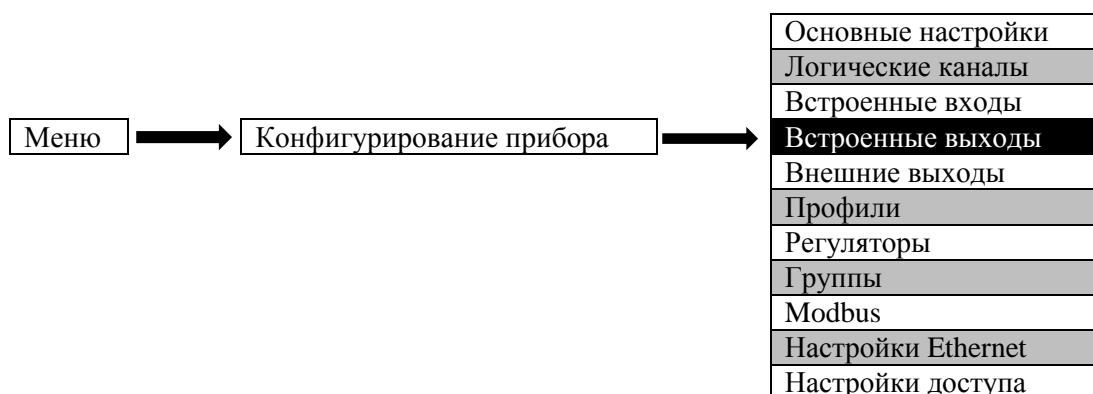 Основные настройки
Логические каналы
Встроенные входы
Меню Конфигурирование прибора Встроенные выходы
Внешние выходы
Профили
Регуляторы
Группы
Modbus
Настройки Ethernet
Настройки доступа